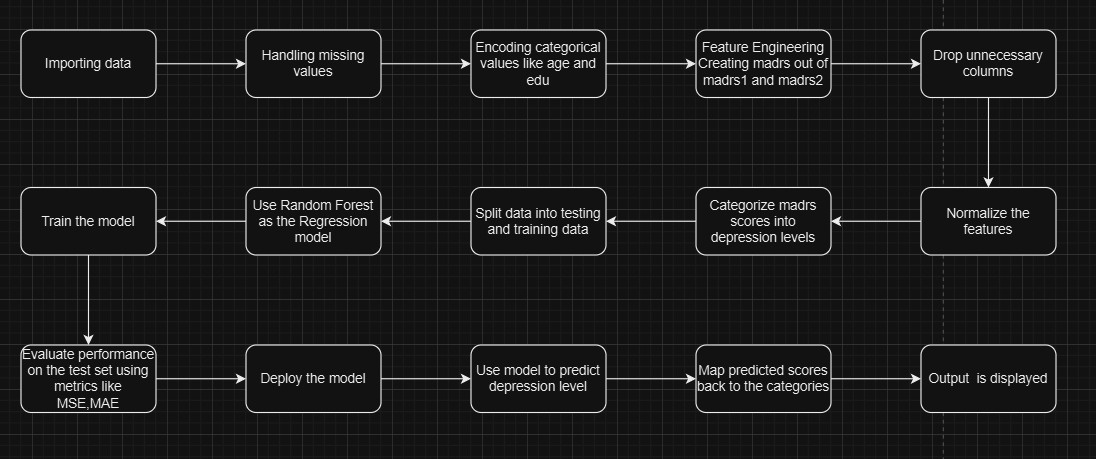 Importing data
Handling missing
values
Encoding categorical
values like age and
edu
Feature Engineering
Creating madrs out of
madrs1 and madrs2
Drop unnecessary
columns
Normalize the
features
Categorize madrs
scores into
depression levels
Split data into testing
and training data
Use Random Forest
as the Regression
model
Train the model
Evaluate performance
on the test set using
metrics like
MSE,MAE
Deploy the model
Use model to predict
depression level
Map predicted scores
back to the categories
Output  is displayed